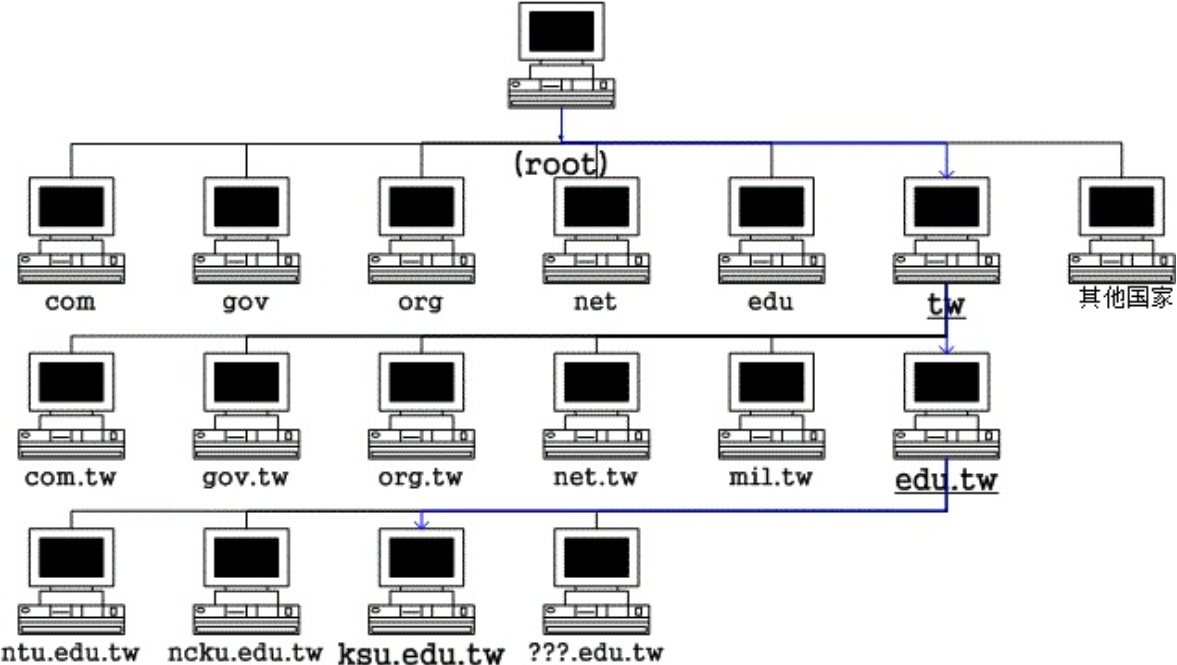 (root)
com gov org net edu tw 其他国家
com.tw gov.tw org.tw net.tw mil.tw edu.tw
ntu.edu.tw ncku.edu.tw ksu.edu.tw ???.edu.tw